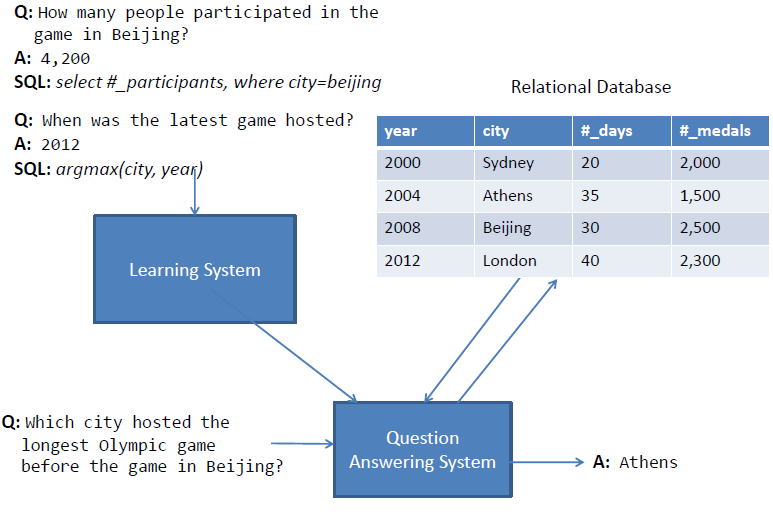 Q: How many people participated in the
game in Beijing?
A: 4,200
SQL: select #_participants, where city=beijing
Q: When was the latest game hosted?
A: 2012
SQL: argmax(city, year)
Relational Database
year city #_days #_medals
2000 Sydney 20 2,000
2004 Athens 35 1,500
2008 Beijing 30 2,500
2012 London 40 2,300
Learning System
Q: Which city hosted the
longest Olympic game
before the game in Beijing?
Question
Answering System
A: Athens